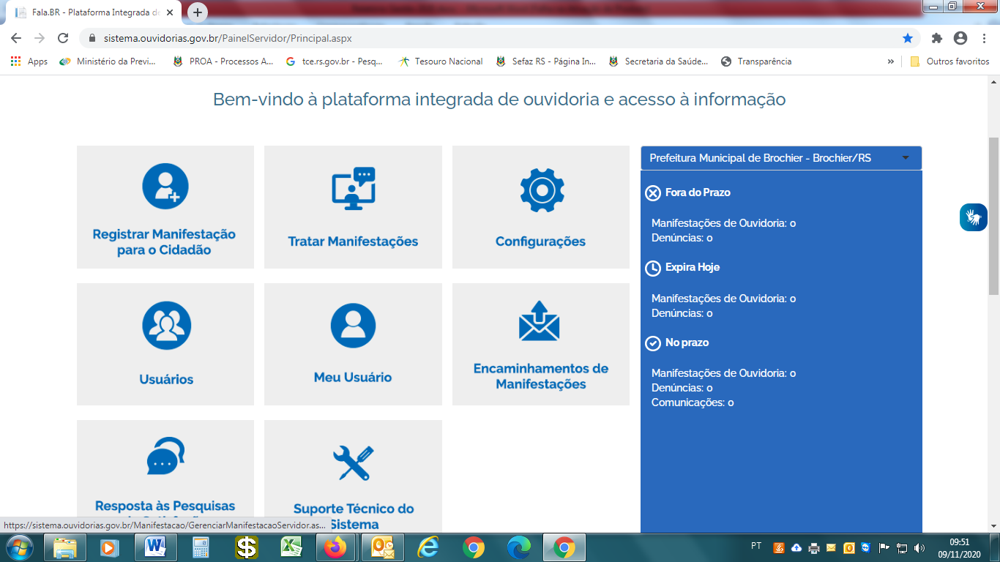 Fala.BR - Plataforma Integrada de
sistema.ouvidorias.gov.br/PainelServidor/Principal.aspx
Apps
Ministério da Previ...
PROA - Processos A...
tce.rs.gov.br - Pesq...
Tesouro Nacional
Sefaz RS - Página In...
Secretaria da Saúde...
Transparência
»
Outros favoritos
Bem-vindo à plataforma integrada de ouvidoria e acesso à informação
Registrar Manifestação
para o Cidadão
Tratar Manifestações
Configurações
Usuários
Meu Usuário
Encaminhamentos de
Manifestações
Resposta às Pesquisas
Suporte Técnico do
Sistema
Prefeitura Municipal de Brochier - Brochier/RS
Fora do Prazo
Manifestações de Ouvidoria: 0
Denúncias: 0
Expira Hoje
Manifestações de Ouvidoria: 0
Denúncias: 0
No prazo
Manifestações de Ouvidoria: 0
Denúncias: 0
Comunicações: 0
https://sistema.ouvidorias.gov.br/Manifestacao/GerenciarManifestacaoServidor.as...
PT
09:51
09/11/2020